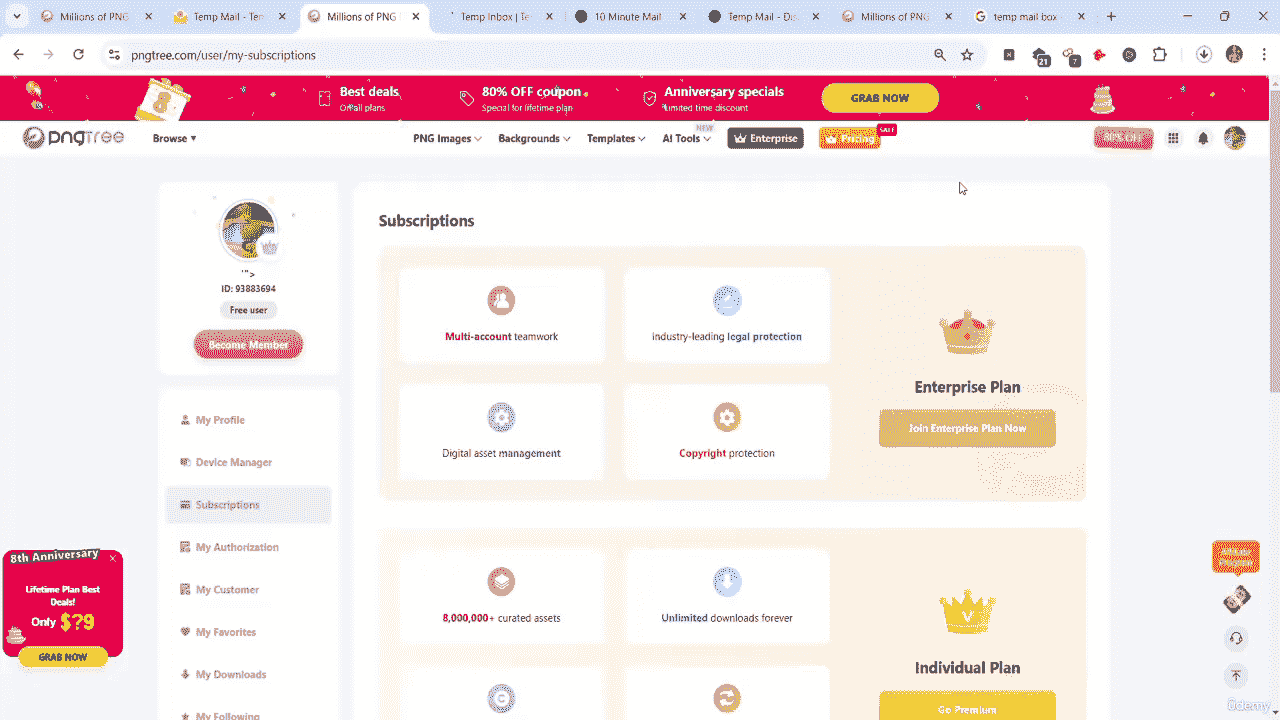 Millions of PNG
Temp Mail - Te
Millions of PNG
Temp Inbox | Te
10 Minute Mail
Temp Mail - Di
Millions of PNG
temp mail box
pngtree.com/user/my-subscriptions
21
7
8
Best deals
On all plans
80% OFF coupon
Special for lifetime plan
Anniversary specials
Limited time discount
GRAB NOW
pngtree
Browse
PNG Images
Backgrounds
Templates
AI Tools
NEW
Enterprise
Pricing
SALE
Subscriptions
'">
ID: 93883694
Free user
Become Member
Multi-account teamwork
industry-leading legal protection
Digital asset management
Copyright protection
Enterprise Plan
Join Enterprise Plan Now
My Profile
Device Manager
Subscriptions
My Authorization
My Customer
My Favorites
My Downloads
My Following
8,000,000+ curated assets
Unlimited downloads forever
Individual Plan
Go Premium
8th Anniversary
Lifetime Plan Best
Deals!
Only $?9
GRAB NOW
Udemy